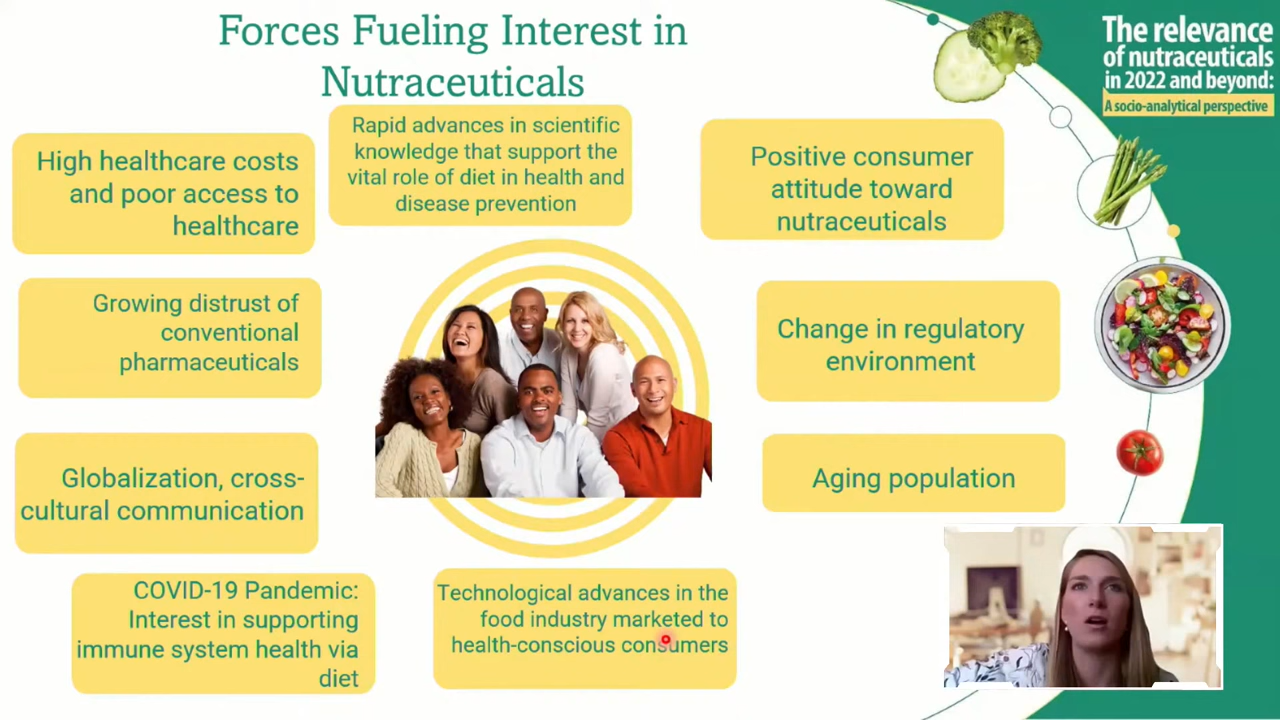 Forces Fueling Interest in
Nutraceuticals
The relevance
of nutraceuticals
in 2022 and beyond:
A socio-analytical perspective
High healthcare costs
and poor access to
healthcare
Rapid advances in scientific
knowledge that support the
vital role of diet in health and
disease prevention
Positive consumer
attitude toward
nutraceuticals
Growing distrust of
conventional
pharmaceuticals
Change in regulatory
environment
Globalization, cross-
cultural communication
Aging population
COVID-19 Pandemic:
Interest in supporting
immune system health via
diet
Technological advances in the
food industry marketed to
health-conscious consumers